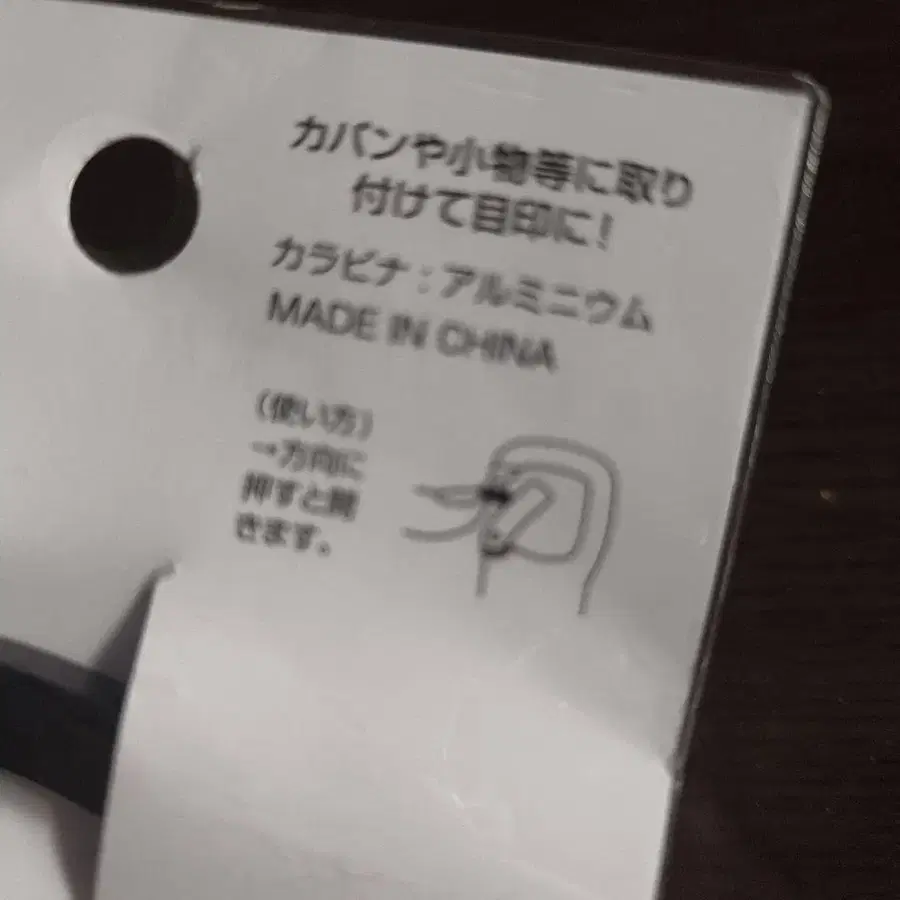 カバンや小物等に取り
付けて目印に!
カラビナ:アルミニウム
MADE IN CHINA
(使い方)
→方向に
押すと開
きます。